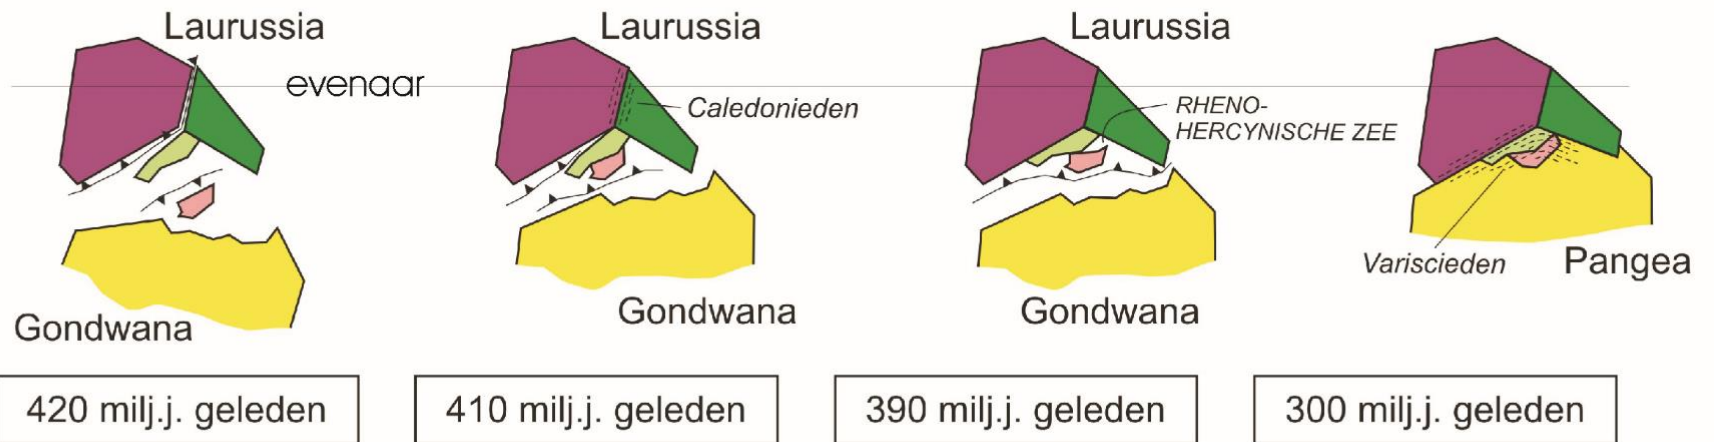 Laurussia
evenaar
Gondwana
420 milj.j. geleden
Laurussia
Caledonieden
Gondwana
410 milj.j. geleden
Laurussia
RHENO-
HERCYNISCHE ZEE
Gondwana
390 milj.j. geleden
Variscieden
Pangea
300 milj.j. geleden